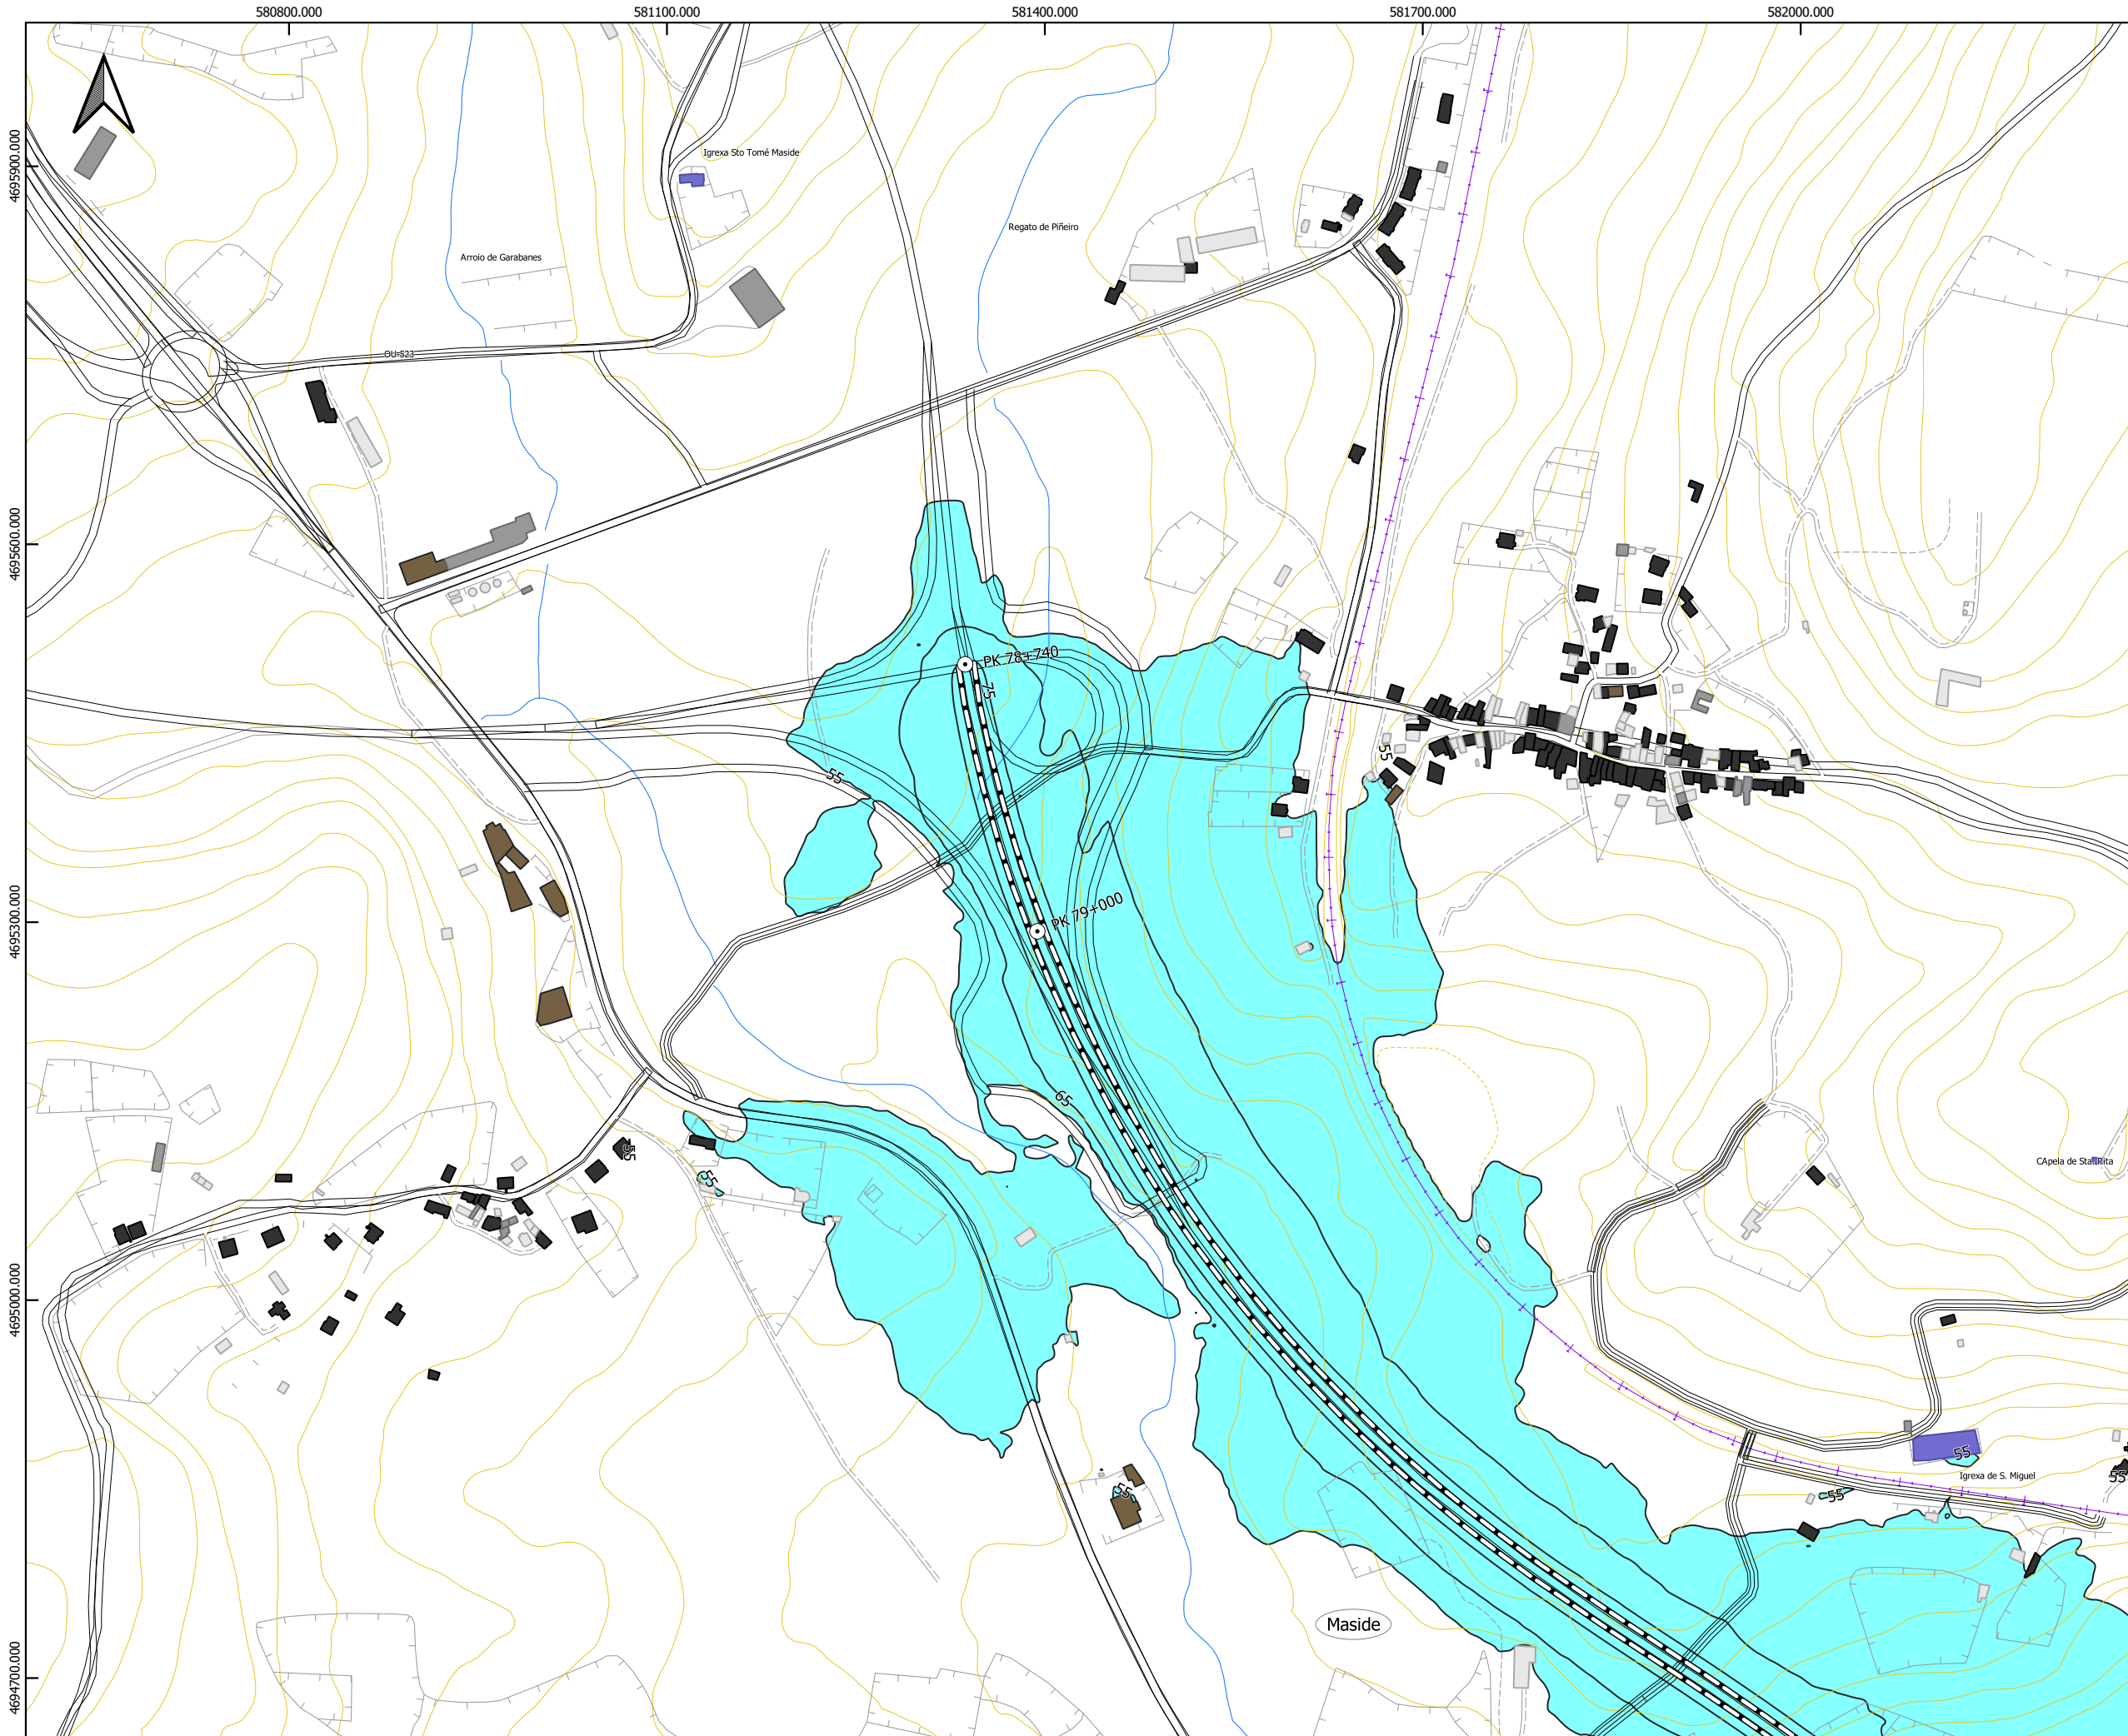 580800.000
581100.000
581400.000
581700.000
582000.000
4695900.000
Igrexa Sto Tomé Maside
Regato de Piñeiro
Arroio de Garabanes
OU-523
4695600.000
PK 78+740
75
55
55
4695300.000
PK 79+000
65
55
55
CApela de Sta. Rita
4695000.000
55
55
Igrexa de S. Miguel
55
55
Maside
4694700.000